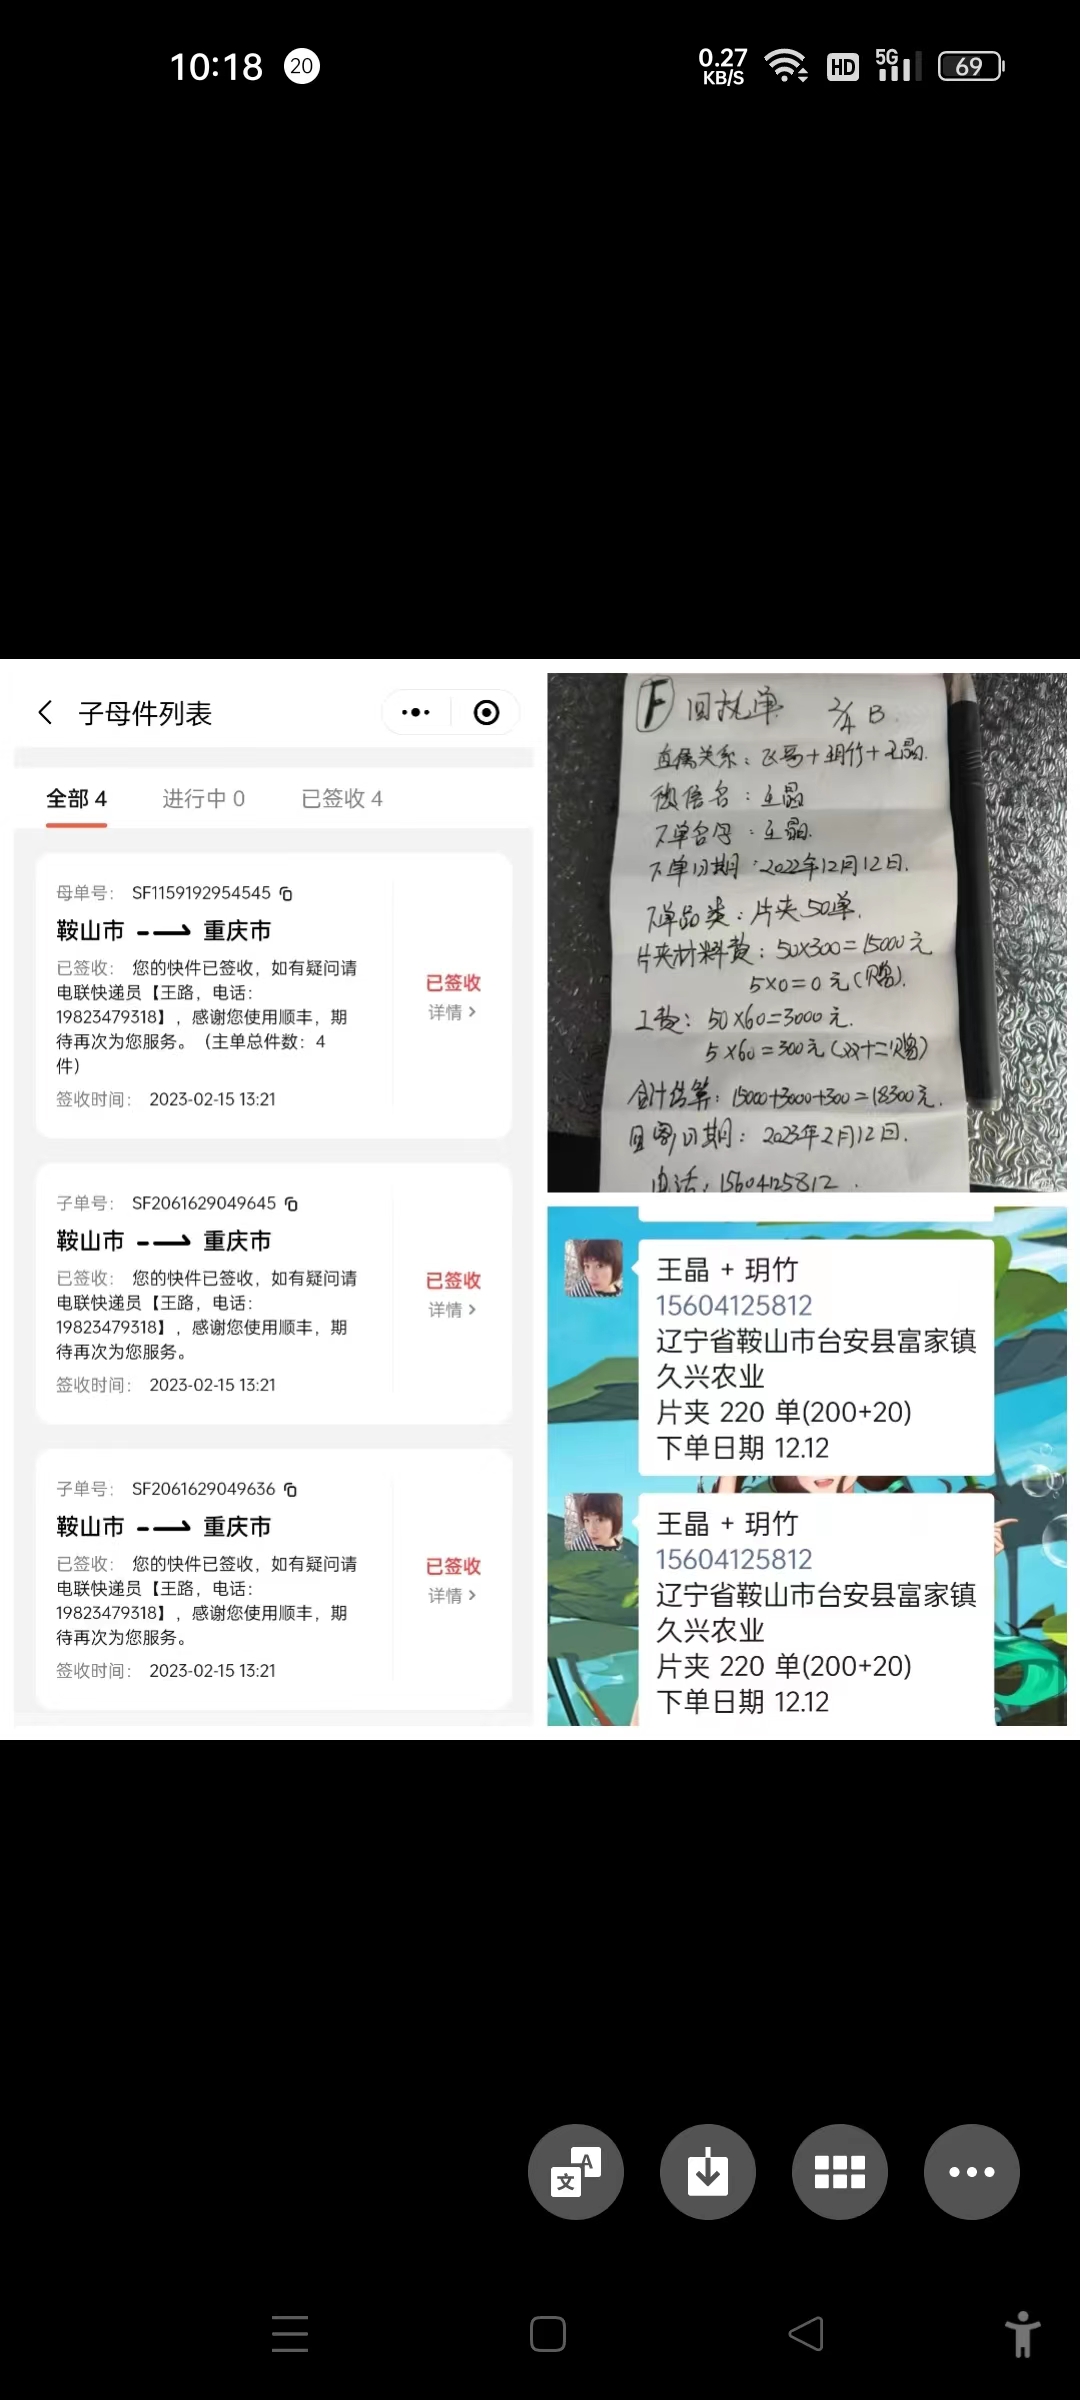 10:18
20
0.27
KB/S
HD
5G
69
子母件列表
全部 4
进行中 0
已签收 4
母单号： SF1159192954545
鞍山市
重庆市
已签收： 您的快件已签收，如有疑问请
电联快递员【王路，电话：
19823479318】，感谢您使用顺丰，期
待再次为您服务。（主单总件数：4
件）
签收时间： 2023-02-15 13:21
已签收
详情 >
子单号： SF2061629049645
鞍山市
重庆市
已签收： 您的快件已签收，如有疑问请
电联快递员【王路，电话：
19823479318】，感谢您使用顺丰，期
待再次为您服务。
签收时间： 2023-02-15 13:21
已签收
详情 >
子单号： SF2061629049636
鞍山市
重庆市
已签收： 您的快件已签收，如有疑问请
电联快递员【王路，电话：
19823479318】，感谢您使用顺丰，期
待再次为您服务。
签收时间： 2023-02-15 13:21
已签收
详情 >
F 回执单 B
直属关系：飞哥+玥竹+王晶.
微信名：王晶
下单名字：王晶.
下单日期：2022年12月12日.
下单品类：片夹50单.
片夹材料费：50×300=15000元
5×0=0元(赠).
工费：50×60=3000元.
5×60=300元(双十二赠)
合计结算：15000+3000+300=18300元.
回寄日期：2023年2月12日.
电话：15604125812.
王晶 + 玥竹
15604125812
辽宁省鞍山市台安县富家镇
久兴农业
片夹 220 单(200+20)
下单日期 12.12
王晶 + 玥竹
15604125812
辽宁省鞍山市台安县富家镇
久兴农业
片夹 220 单(200+20)
下单日期 12.12
文 A